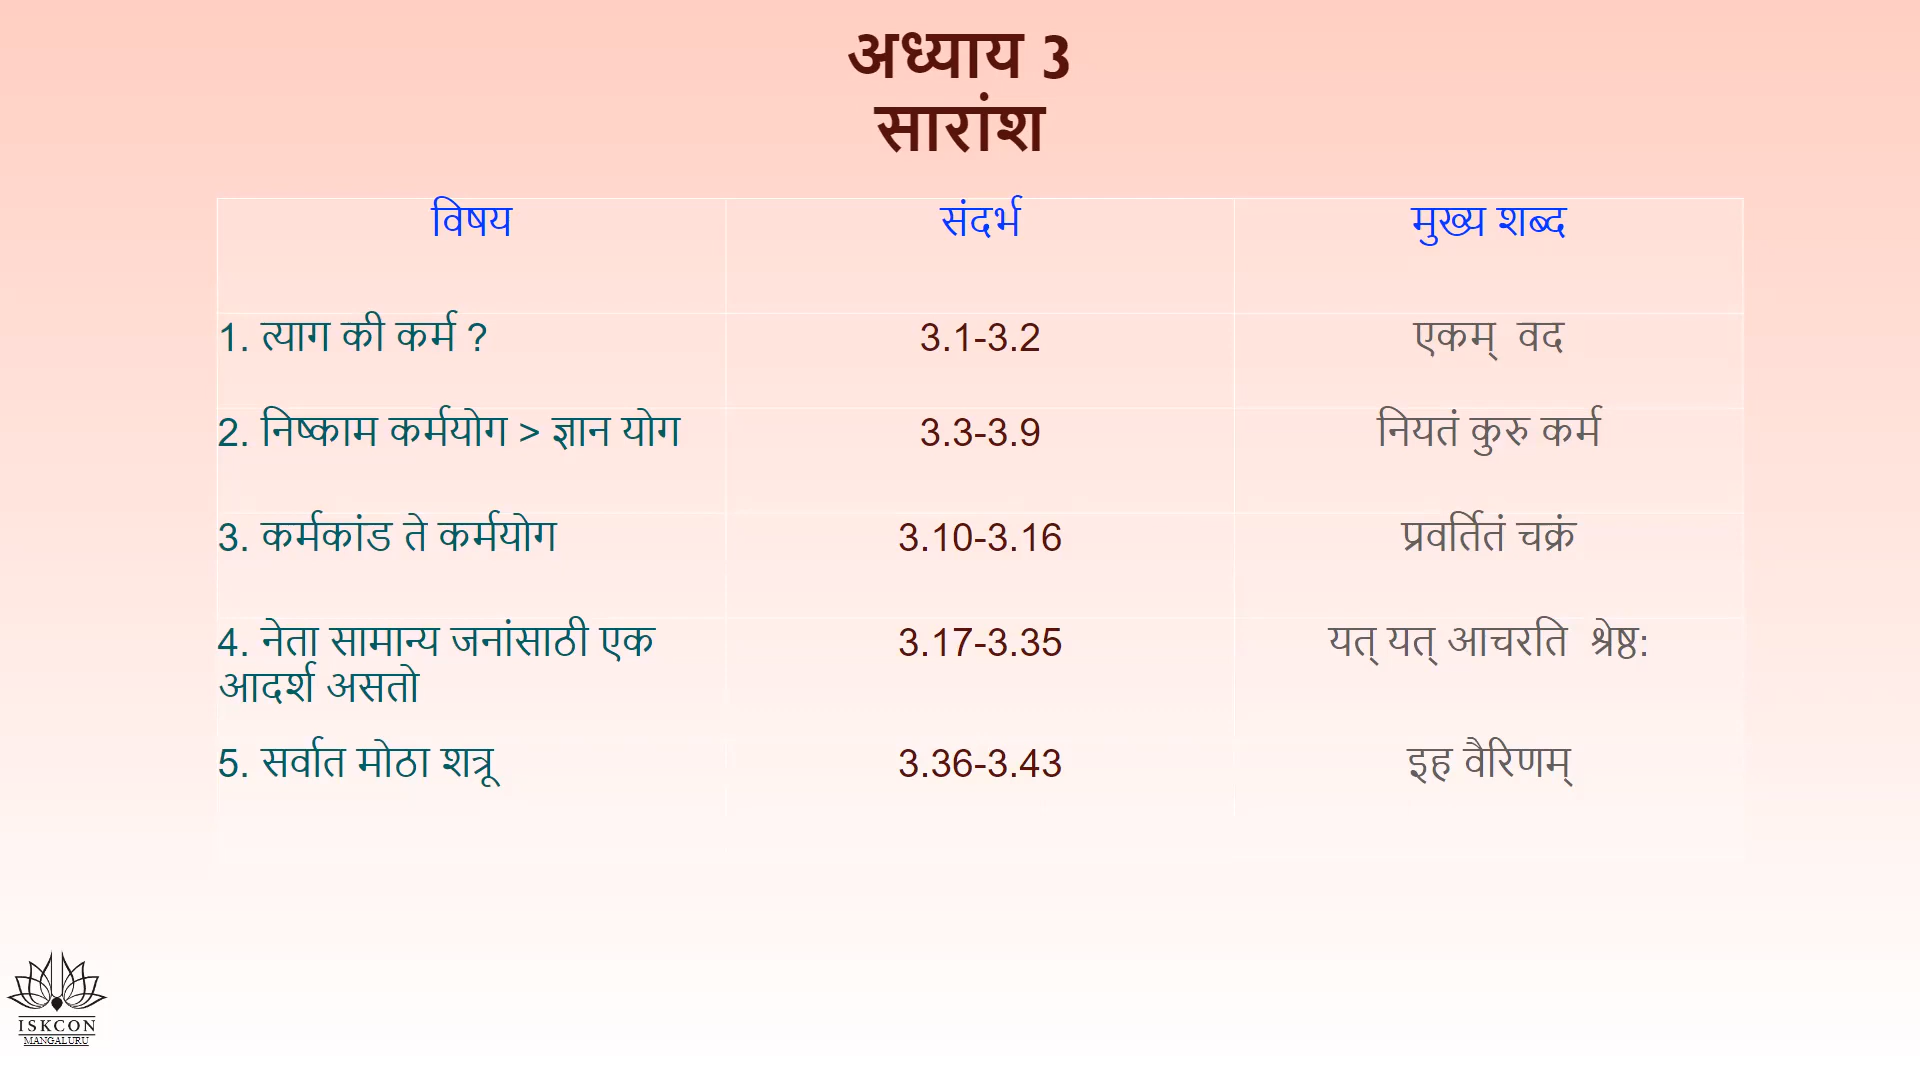 अध्याय 3
सारांश
विषय संदर्भ मुख्य शब्द
1. त्याग की कर्म ? 3.1-3.2 एकम् वद
2. निष्काम कर्मयोग > ज्ञान योग 3.3-3.9 नियतं कुरु कर्म
3. कर्मकांड ते कर्मयोग 3.10-3.16 प्रवर्तितं चक्रं
4. नेता सामान्य जनांसाठी एक 3.17-3.35 यत् यत् आचरति श्रेष्ठ:
आदर्श असतो
5. सर्वात मोठा शत्रू 3.36-3.43 इह वैरिणम्
ISKCON
MANGALURU